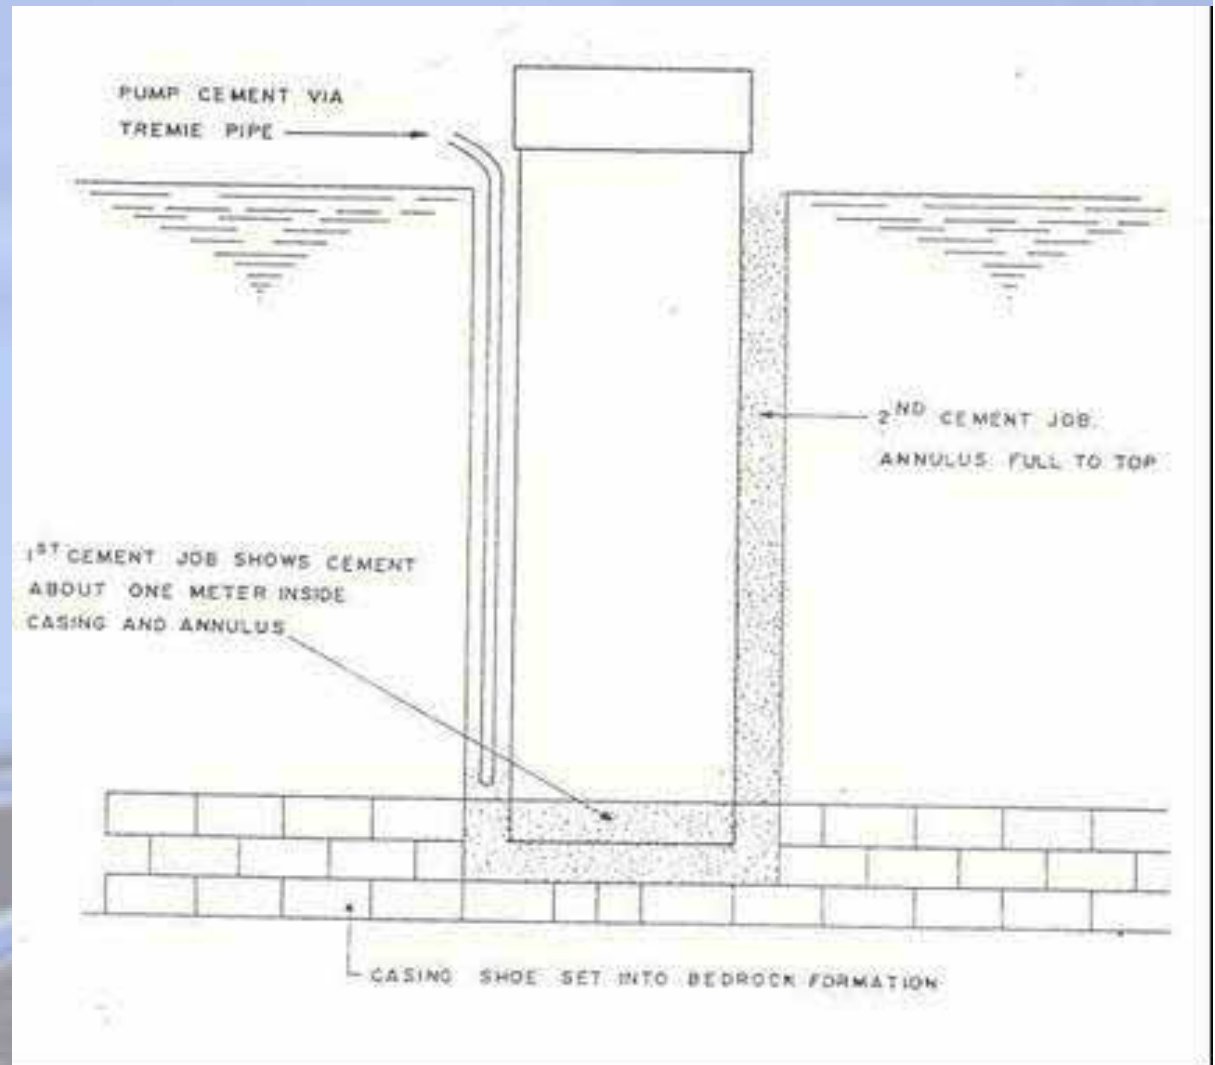 PUMP CEMENT VIA
TREMIE PIPE
2ND CEMENT JOB.
ANNULUS FULL TO TOP
1ST CEMENT JOB SHOWS CEMENT
ABOUT ONE METER INSIDE
CASING AND ANNULUS
CASING SHOE SET INTO BEDROCK FORMATION